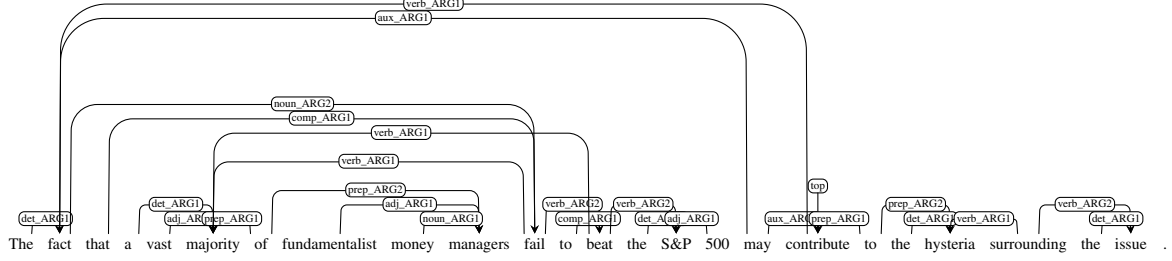 verb_ARG1
aux_ARG1
noun_ARG2
comp_ARG1
verb_ARG1
verb_ARG1
top
prep_ARG2
det_ARG1 adj_ARG1 verb_ARG2 verb_ARG2 prep_ARG2 verb_ARG2
det_ARG1 prep_ARG1 noun_ARG1 comp_ARG1 adj_ARG1 prep_ARG1 verb_ARG1 det_ARG1
The fact that a vast majority of fundamentalist money managers fail to beat the S&P 500 may contribute to the hysteria surrounding the issue .